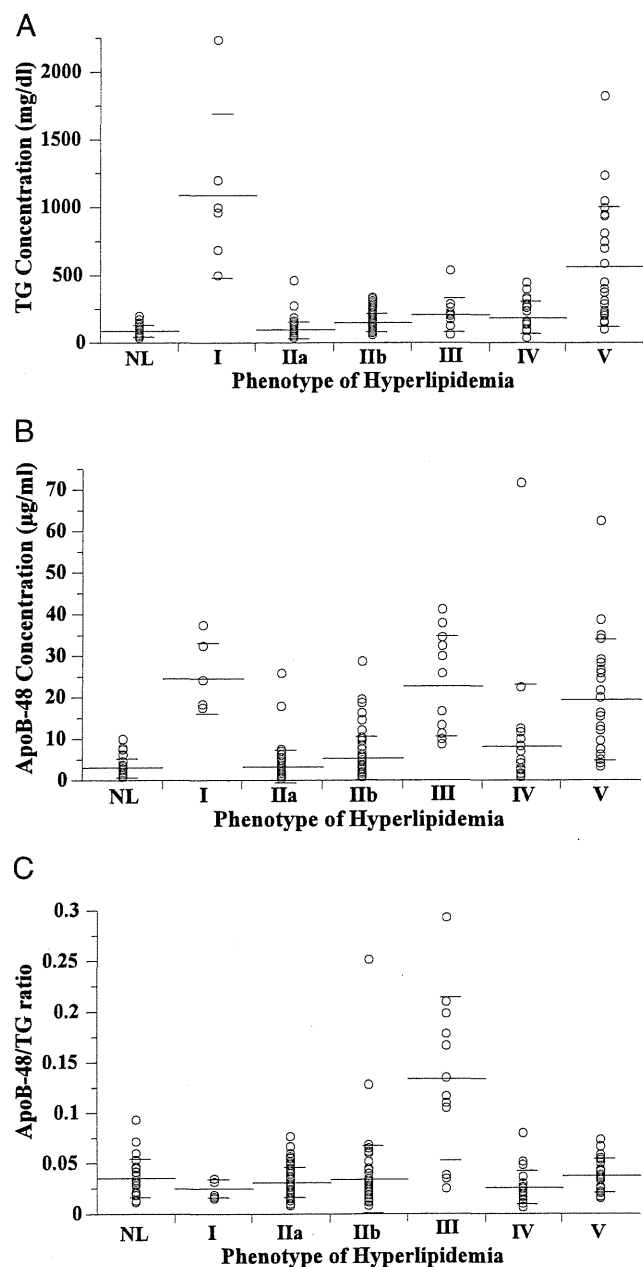 A
TG Concentration (mg/dl)
2000
1500
1000
500
0
NL I IIa IIb III IV V
Phenotype of Hyperlipidemia
B
ApoB-48 Concentration (µg/ml)
70
60
50
40
30
20
10
0
NL I IIa IIb III IV V
Phenotype of Hyperlipidemia
C
ApoB-48/TG ratio
0.3
0.25
0.2
0.15
0.1
0.05
0
NL I IIa IIb III IV V
Phenotype of Hyperlipidemia